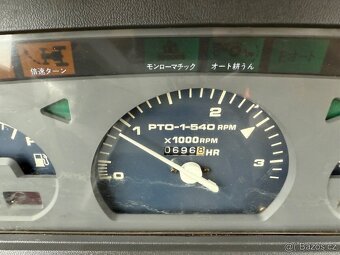 倍速ターン
モンローマチック
オート耕うん
1
2
3
0
PTO-1-540 RPM
x1000RPM
06968 HR
F
Bazos.cz